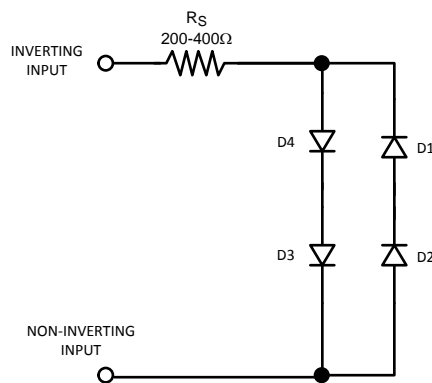 R_S
200-400Ω
INVERTING
INPUT
D4
D1
D3
D2
NON-INVERTING
INPUT